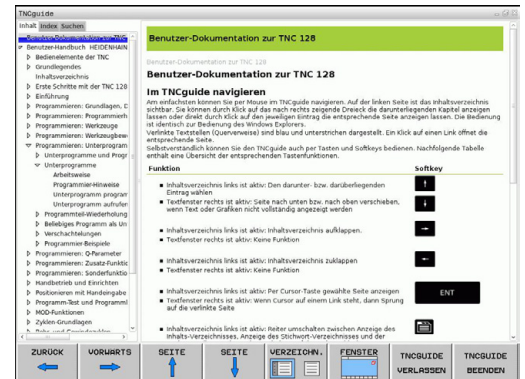 TNCguide
Inhalt Index Suchen
Benutzer-Dokumentation zur TNC
Benutzer-Handbuch HEIDENHAIN
Bedienelemente der TNC
Grundlegendes
Inhaltsverzeichnis
Erste Schritte mit der TNC 128
Einführung
Programmieren: Grundlagen, D
Programmieren: Programmierh
Programmieren: Werkzeuge
Programmieren: Werkzeugbew
Programmieren: Unterprogram
Unterprogramme und Progr
Unterprogramme
Arbeitsweise
Programmier-Hinweise
Unterprogramm program
Unterprogramm aufrufen
Programmteil-Wiederholung
Beliebiges Programm als Un
Verschachtelungen
Programmier-Beispiele
Programmieren: Q-Parameter
Programmieren: Zusatz-Funktio
Programmieren: Sonderfunktio
Handbetrieb und Einrichten
Positionieren mit Handeingabe
Programm-Test und Programml
MOD-Funktionen
Zyklen-Grundlagen
Benutzer-Dokumentation zur TNC 128
Benutzer-Dokumentation zur TNC 128
Benutzer-Dokumentation zur TNC 128
Im TNCguide navigieren
Am einfachsten können Sie per Mouse im TNCguide navigieren. Auf der linken Seite ist das Inhaltsverzeichnis
sichtbar. Sie können durch Klick auf das nach rechts zeigende Dreieck die darunterliegenden Kapitel anzeigen
lassen oder direkt durch Klick auf den jeweiligen Eintrag die entsprechende Seite anzeigen lassen. Die Bedienung
ist identisch zur Bedienung des Windows Explorers.
Verlinkte Textstellen (Querverweise) sind blau und unterstrichen dargestellt. Ein Klick auf einen Link öffnet die
entsprechende Seite.
Selbstverständlich können Sie den TNCguide auch per Tasten und Softkeys bedienen. Nachfolgende Tabelle
enthält eine Übersicht der entsprechenden Tastenfunktionen.
Funktion Softkey
Inhaltsverzeichnis links ist aktiv: Den darunter- bzw. darüberliegenden
Eintrag wählen
Textfenster rechts ist aktiv: Seite nach unten bzw. nach oben verschieben,
wenn Text oder Grafiken nicht vollständig angezeigt werden
Inhaltsverzeichnis links ist aktiv: Inhaltsverzeichnis aufklappen.
Textfenster rechts ist aktiv: Keine Funktion
Inhaltsverzeichnis links ist aktiv: Inhaltsverzeichnis zuklappen
Textfenster rechts ist aktiv: Keine Funktion
Inhaltsverzeichnis links ist aktiv: Per Cursor-Taste gewählte Seite anzeigen
ENT
Textfenster rechts ist aktiv: Wenn Cursor auf einem Link steht, dann Sprung
auf die verlinkte Seite
Inhaltsverzeichnis links ist aktiv: Reiter umschalten zwischen Anzeige des
Inhalts-Verzeichnisses, Anzeige des Stichwort-Verzeichnisses und der
ZURÜCK VORWÄRTS SEITE SEITE VERZEICHN. FENSTER TNCGUIDE VERLASSEN TNCGUIDE BEENDEN